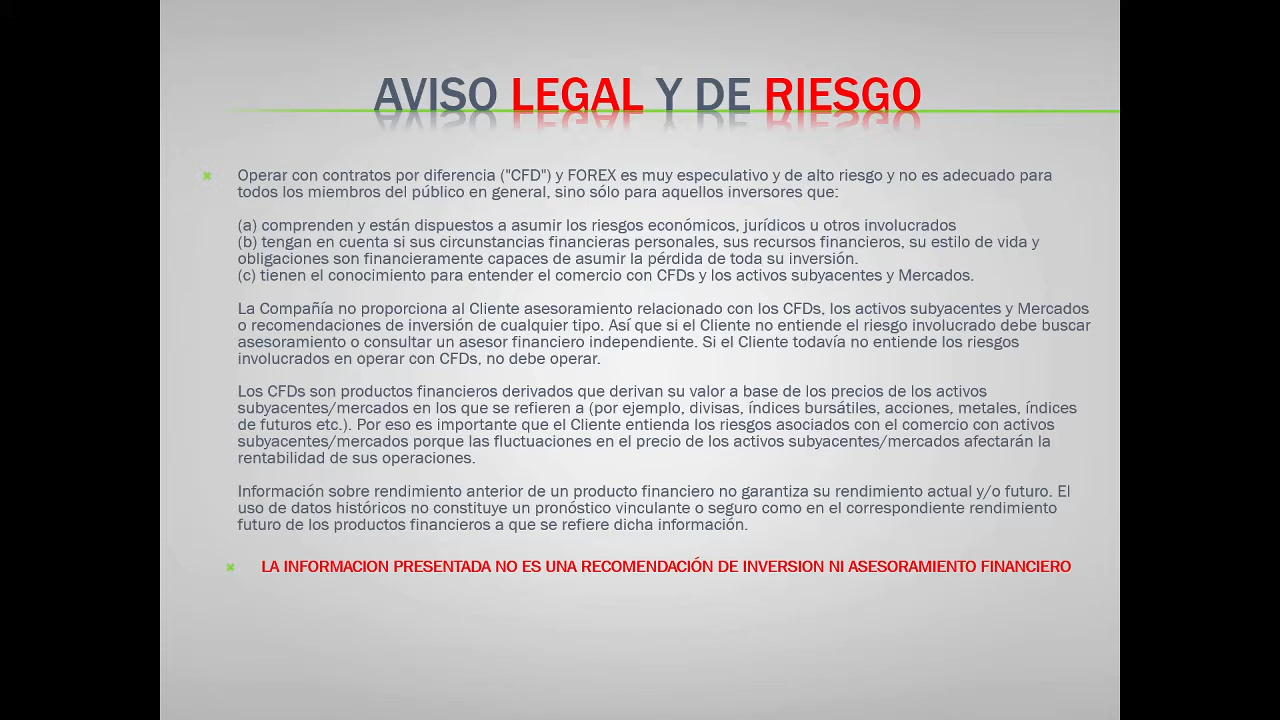 AVISO LEGAL Y DE RIESGO
Operar con contratos por diferencia ("CFD") y FOREX es muy especulativo y de alto riesgo y no es adecuado para
todos los miembros del público en general, sino sólo para aquellos inversores que:
(a) comprenden y están dispuestos a asumir los riesgos económicos, jurídicos u otros involucrados
(b) tengan en cuenta si sus circunstancias financieras personales, sus recursos financieros, su estilo de vida y
obligaciones son financieramente capaces de asumir la pérdida de toda su inversión.
(c) tienen el conocimiento para entender el comercio con CFDs y los activos subyacentes y Mercados.
La Compañía no proporciona al Cliente asesoramiento relacionado con los CFDs, los activos subyacentes y Mercados
o recomendaciones de inversión de cualquier tipo. Así que si el Cliente no entiende el riesgo involucrado debe buscar
asesoramiento o consultar un asesor financiero independiente. Si el Cliente todavía no entiende los riesgos
involucrados en operar con CFDs, no debe operar.
Los CFDs son productos financieros derivados que derivan su valor a base de los precios de los activos
subyacentes/mercados en los que se refieren a (por ejemplo, divisas, índices bursátiles, acciones, metales, índices
de futuros etc.). Por eso es importante que el Cliente entienda los riesgos asociados con el comercio con activos
subyacentes/mercados porque las fluctuaciones en el precio de los activos subyacentes/mercados afectarán la
rentabilidad de sus operaciones.
Información sobre rendimiento anterior de un producto financiero no garantiza su rendimiento actual y/o futuro. El
uso de datos históricos no constituye un pronóstico vinculante o seguro como en el correspondiente rendimiento
futuro de los productos financieros a que se refiere dicha información.
LA INFORMACION PRESENTADA NO ES UNA RECOMENDACIÓN DE INVERSION NI ASESORAMIENTO FINANCIERO